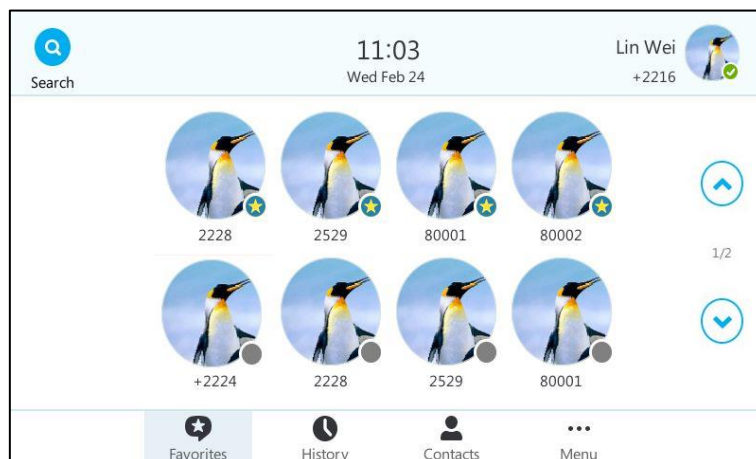 11:03
Lin Wei
Search
Wed Feb 24
+2216
2228 2529 80001 80002
1/2
+2224 2228 2529 80001
Favorites History Contacts Menu